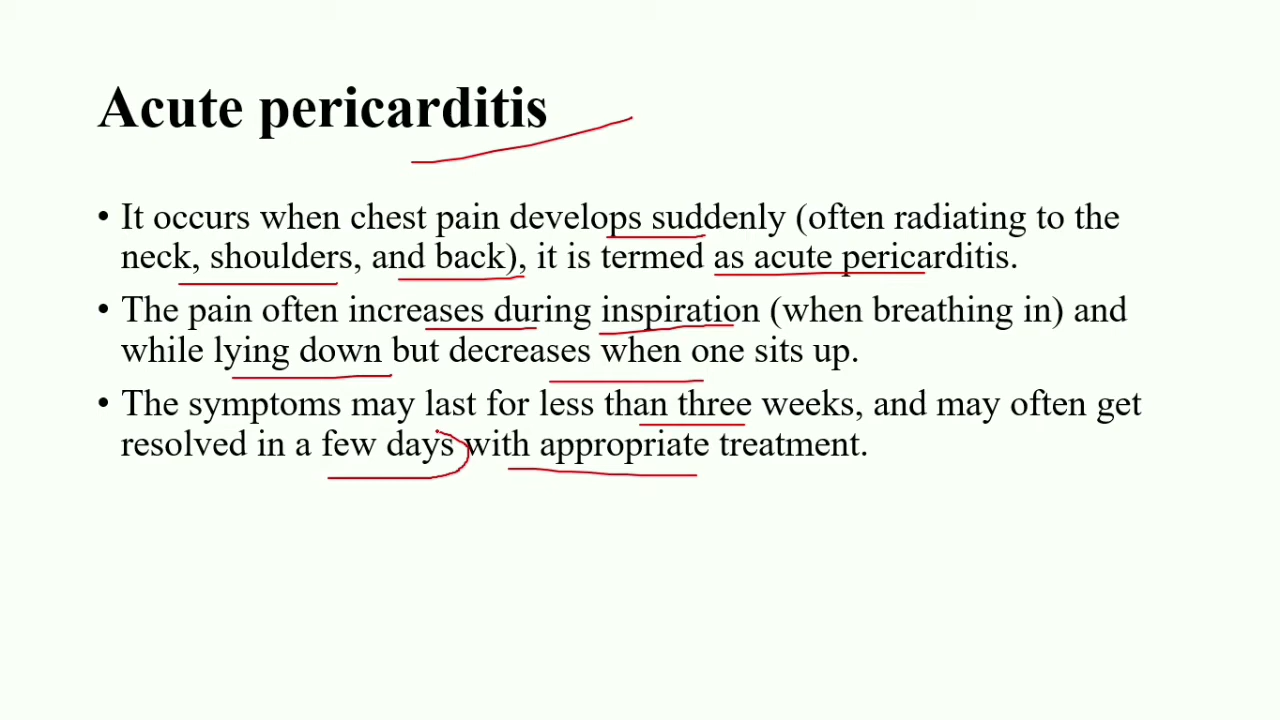 Acute pericarditis
• It occurs when chest pain develops suddenly (often radiating to the
neck, shoulders, and back), it is termed as acute pericarditis.
• The pain often increases during inspiration (when breathing in) and
while lying down but decreases when one sits up.
• The symptoms may last for less than three weeks, and may often get
resolved in a few days with appropriate treatment.